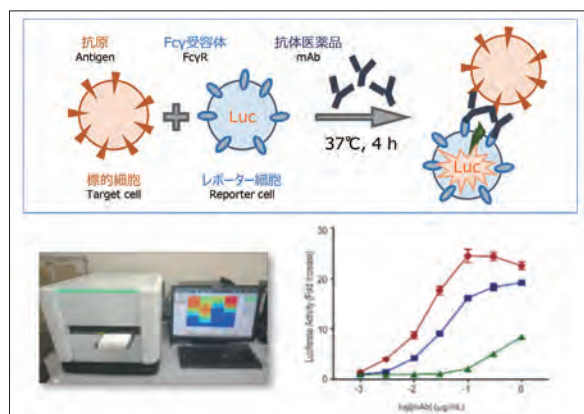 抗原
Antigen
Fcγ受容体
FcγR
抗体医薬品
mAb
Luc
37℃, 4 h
Luc
標的細胞
Target cell
レポーター細胞
Reporter cell
Luciferase Activity (Fold Increase)
30
20
10
0
-3
-2
-1
0
log[mAb] (μg/mL)